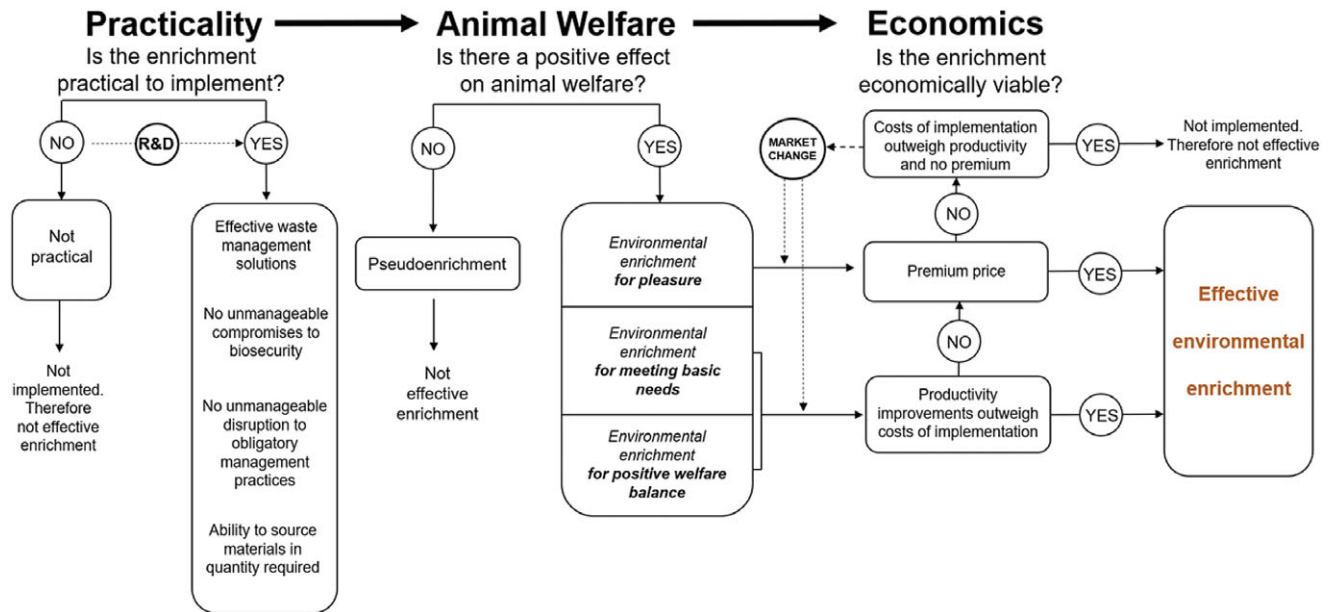 Practicality
Is the enrichment
practical to implement?
NO
R&D
YES
Not
practical
Not
implemented.
Therefore
not effective
enrichment
Effective waste
management
solutions
No unmanageable
compromises to
biosecurity
No unmanageable
disruption to
obligatory
management
practices
Ability to source
materials in
quantity required
Animal Welfare
Is there a positive effect
on animal welfare?
NO
YES
Pseudoenrichment
Not
effective
enrichment
Environmental
enrichment
for pleasure
Environmental
enrichment
for meeting basic
needs
Environmental
enrichment
for positive welfare
balance
Economics
Is the enrichment
economically viable?
MARKET
CHANGE
Costs of implementation
outweigh productivity
and no premium
YES
Not implemented.
Therefore not effective
enrichment
NO
Premium price
YES
NO
Productivity
improvements outweigh
costs of implementation
YES
Effective
environmental
enrichment